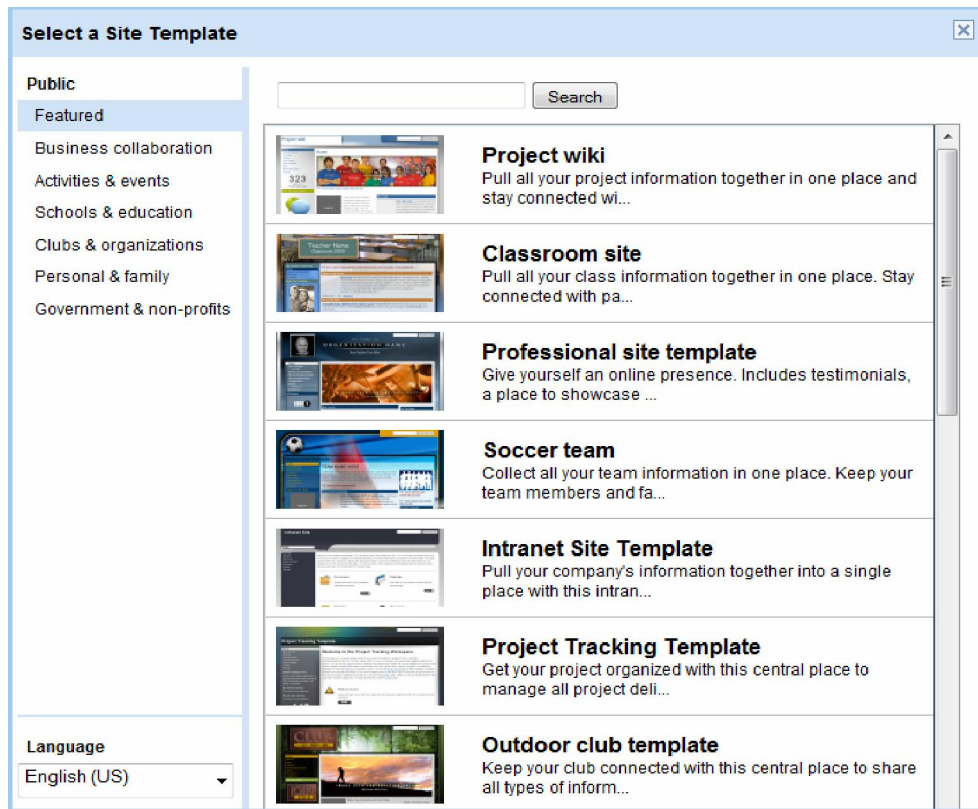 Select a Site Template
Public
Featured
Business collaboration
Activities & events
Schools & education
Clubs & organizations
Personal & family
Government & non-profits
Language
English (US)
Search
Project wiki
Pull all your project information together in one place and
stay connected wi...
Classroom site
Pull all your class information together in one place. Stay
connected with pa...
Professional site template
Give yourself an online presence. Includes testimonials,
a place to showcase ...
Soccer team
Collect all your team information in one place. Keep your
team members and fa...
Intranet Site Template
Pull your company's information together into a single
place with this intran...
Project Tracking Template
Get your project organized with this central place to
manage all project deli...
Outdoor club template
Keep your club connected with this central place to share
all types of inform...